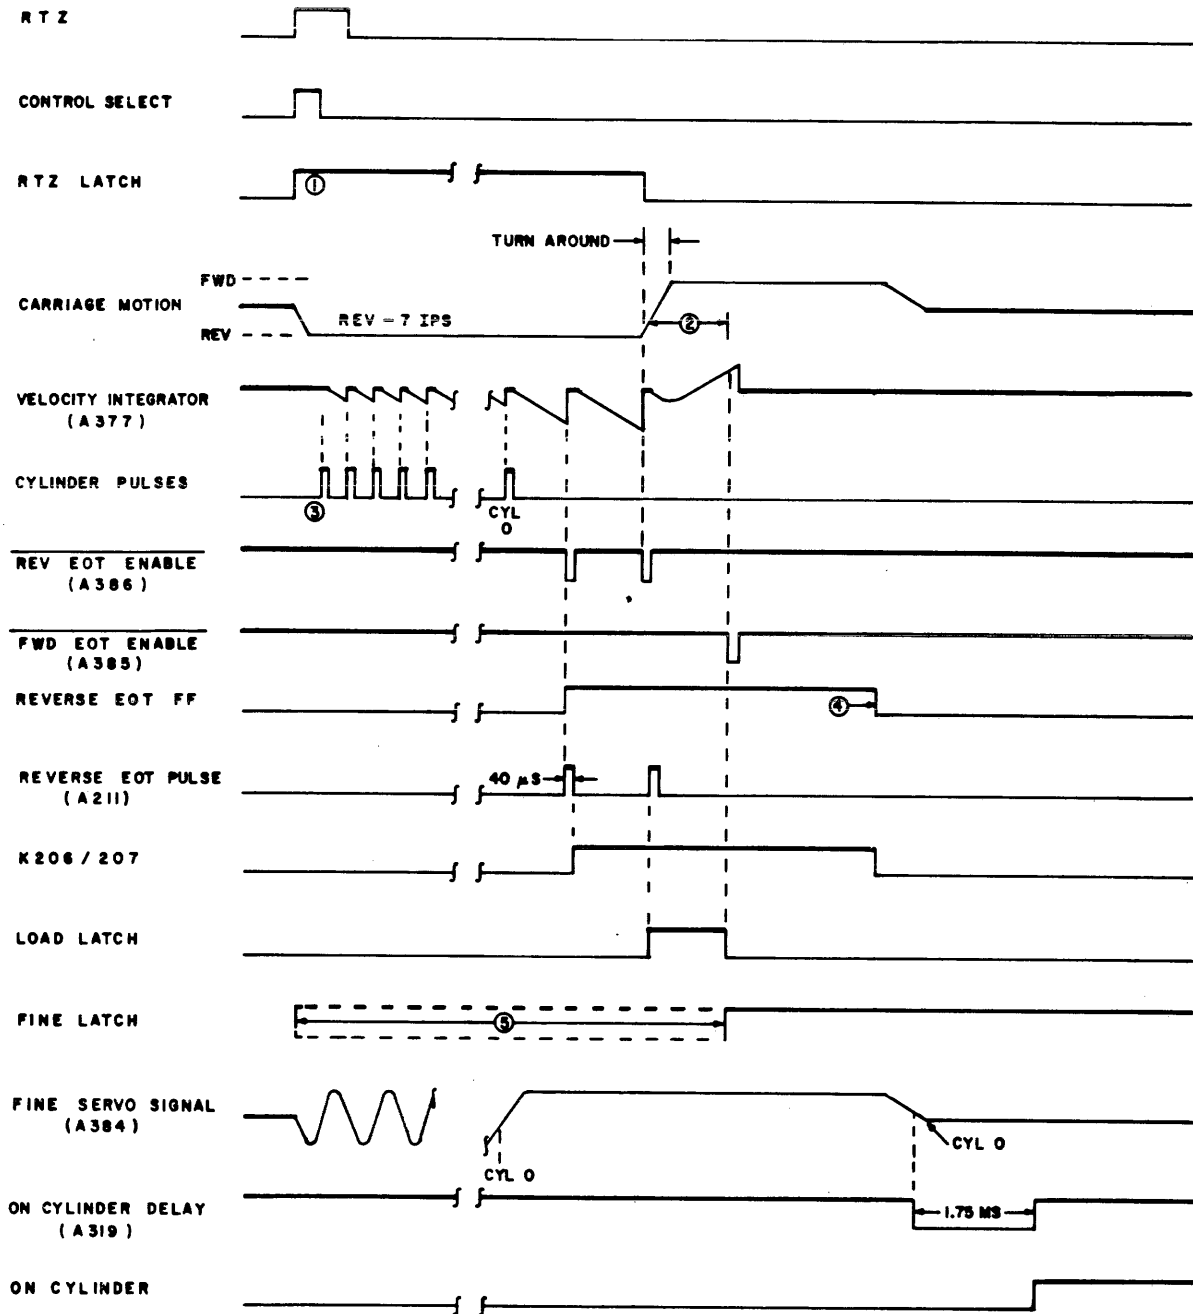 RTZ
CONTROL SELECT
RTZ LATCH
①
TURN AROUND
FWD
CARRIAGE MOTION
REV - 7 IPS
②
REV
VELOCITY INTEGRATOR
(A377)
CYLINDER PULSES
③
CYL
0
REV EOT ENABLE
(A386)
FWD EOT ENABLE
(A385)
REVERSE EOT FF
④
REVERSE EOT PULSE
(A211)
40 μS
K206/207
LOAD LATCH
FINE LATCH
⑤
FINE SERVO SIGNAL
(A384)
CYL 0
CYL 0
ON CYLINDER DELAY
(A319)
1.75 MS
ON CYLINDER